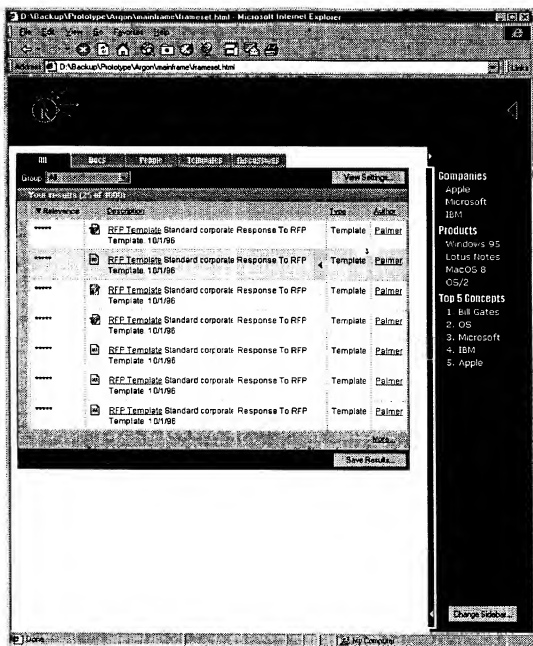 D:\Backup\Prototype\Argon\mainframe\frameset.html - Microsoft Internet Explorer
File Edit View Go Favorites Help
Address D:\Backup\Prototype\Argon\mainframe\frameset.html Links
R
All Docs People Templates Discussions
Group All View Settings...
Your results (25 of 1000)
Relevance Description Type Author
***** RFP Template Standard corporate Response To RFP Template 10/1/96 Template Palmer
***** RFP Template Standard corporate Response To RFP Template 10/1/96 Template Palmer
***** RFP Template Standard corporate Response To RFP Template 10/1/96 Template Palmer
***** RFP Template Standard corporate Response To RFP Template 10/1/96 Template Palmer
***** RFP Template Standard corporate Response To RFP Template 10/1/96 Template Palmer
***** RFP Template Standard corporate Response To RFP Template 10/1/96 Template Palmer
***** RFP Template Standard corporate Response To RFP Template 10/1/96 Template Palmer
More...
Save Results...
Companies
Apple
Microsoft
IBM
Products
Windows 95
Lotus Notes
MacOS 8
OS/2
Top 5 Concepts
1. Bill Gates
2. OS
3. Microsoft
4. IBM
5. Apple
Change Sidebar...
Done My Computer